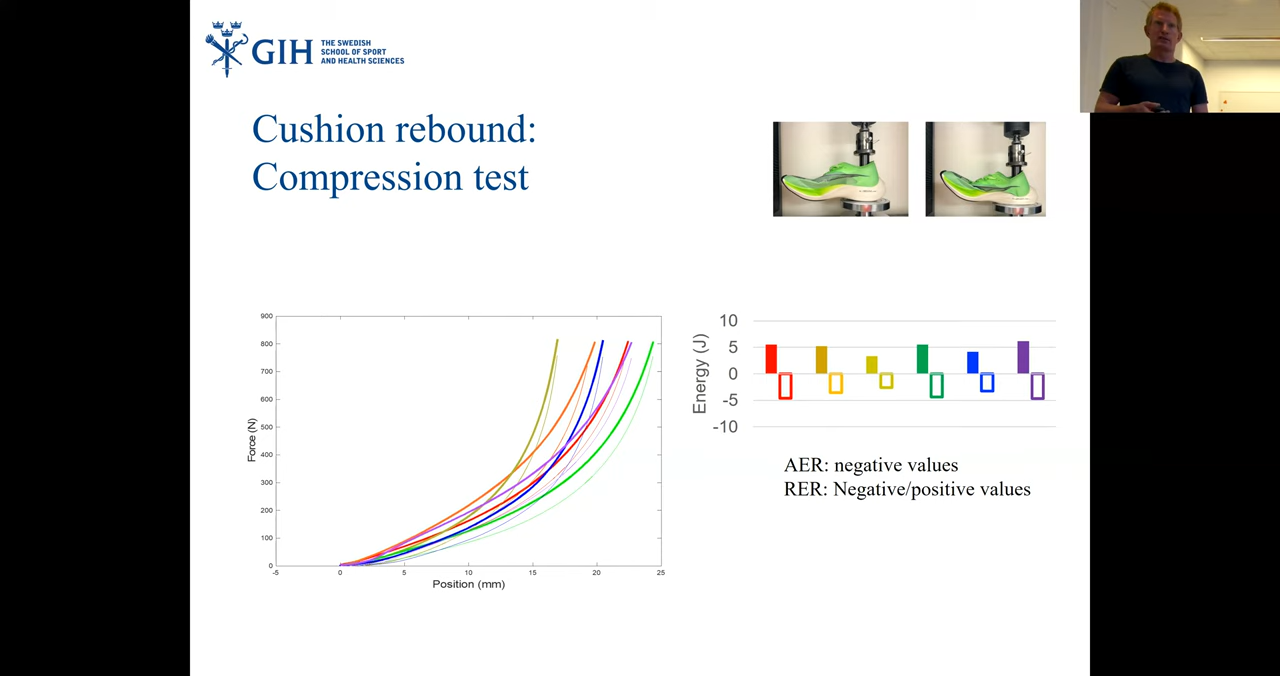 GIH
THE SWEDISH
SCHOOL OF SPORT
AND HEALTH SCIENCES
Cushion rebound:
Compression test
900
800
700
600
500
400
300
200
100
0
Force (N)
-5
0
5
10
15
20
25
Position (mm)
10
5
0
-5
-10
Energy (J)
AER: negative values
RER: Negative/positive values